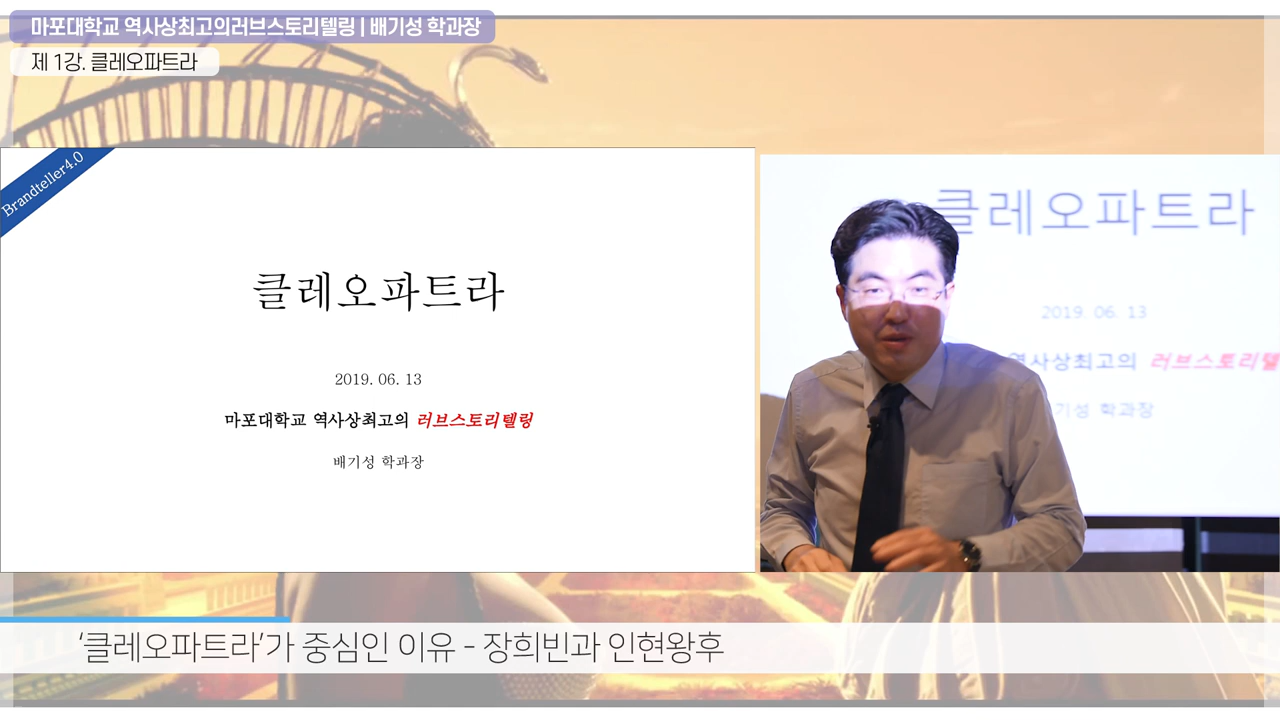 마포대학교 역사상최고의러브스토리텔링 | 배기성 학과장
제 1강. 클레오파트라
Brandteller4.0
클레오파트라
2019. 06. 13
마포대학교 역사상최고의 러브스토리텔링
배기성 학과장
클레오파트라
2019. 06. 13
역사상최고의 러브스토리텔
기성 학과장
‘클레오파트라’가 중심인 이유 - 장희빈과 인현왕후